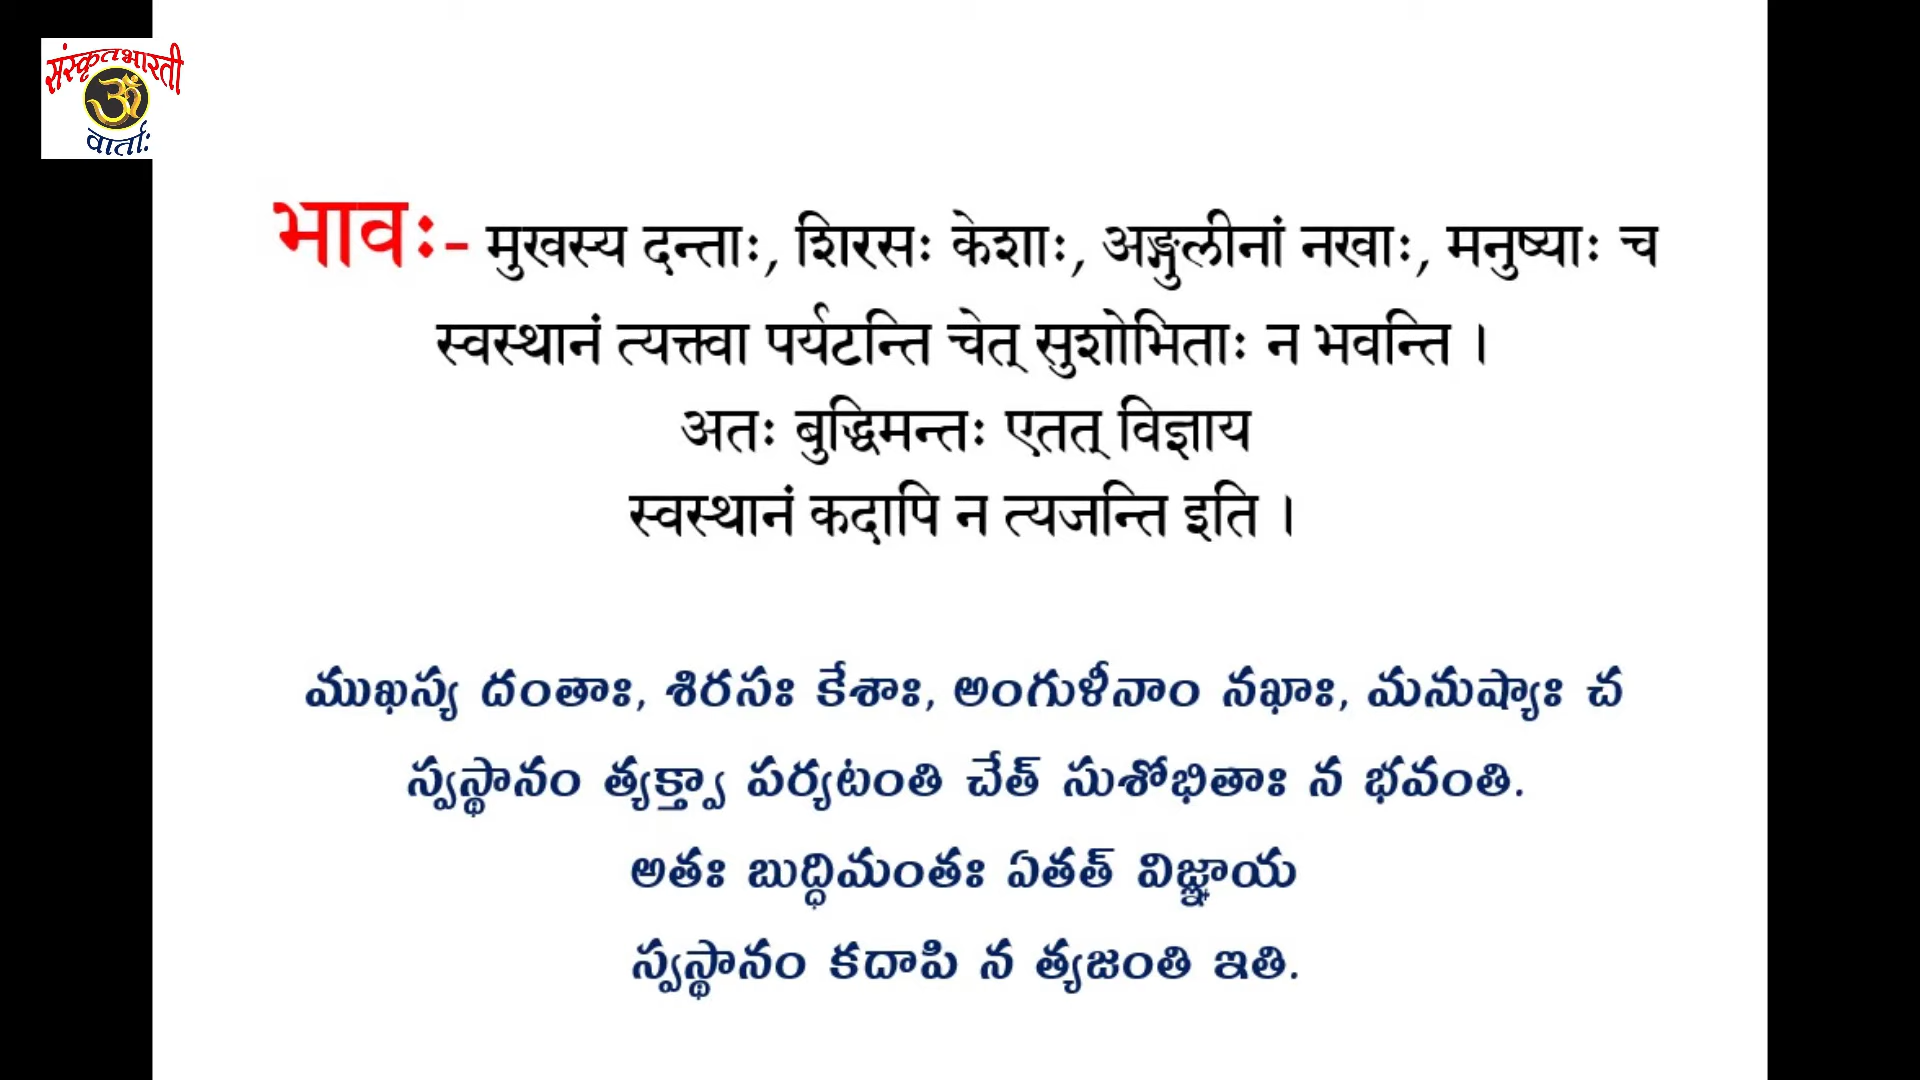 संस्कृतभारती
ॐ
वार्ताः
भावः- मुखस्य दन्ताः, शिरसः केशाः, अङ्गुलीनां नखाः, मनुष्याः च
स्वस्थानं त्यक्त्वा पर्यटन्ति चेत् सुशोभिताः न भवन्ति ।
अतः बुद्धिमन्तः एतत् विज्ञाय
स्वस्थानं कदापि न त्यजन्ति इति ।
ముఖస్య దంతాః, శిరసః కేశాః, అంగుళీనాం నఖాః, మనుష్యాః చ
స్వస్థానం త్యక్త్వా పర్యటంతి చేత్ సుశోభితాః న భవంతి.
అతః బుద్ధిమంతః ఏతత్ విజ్ఞాయ
స్వస్థానం కదాపి న త్యజంతి ఇతి.